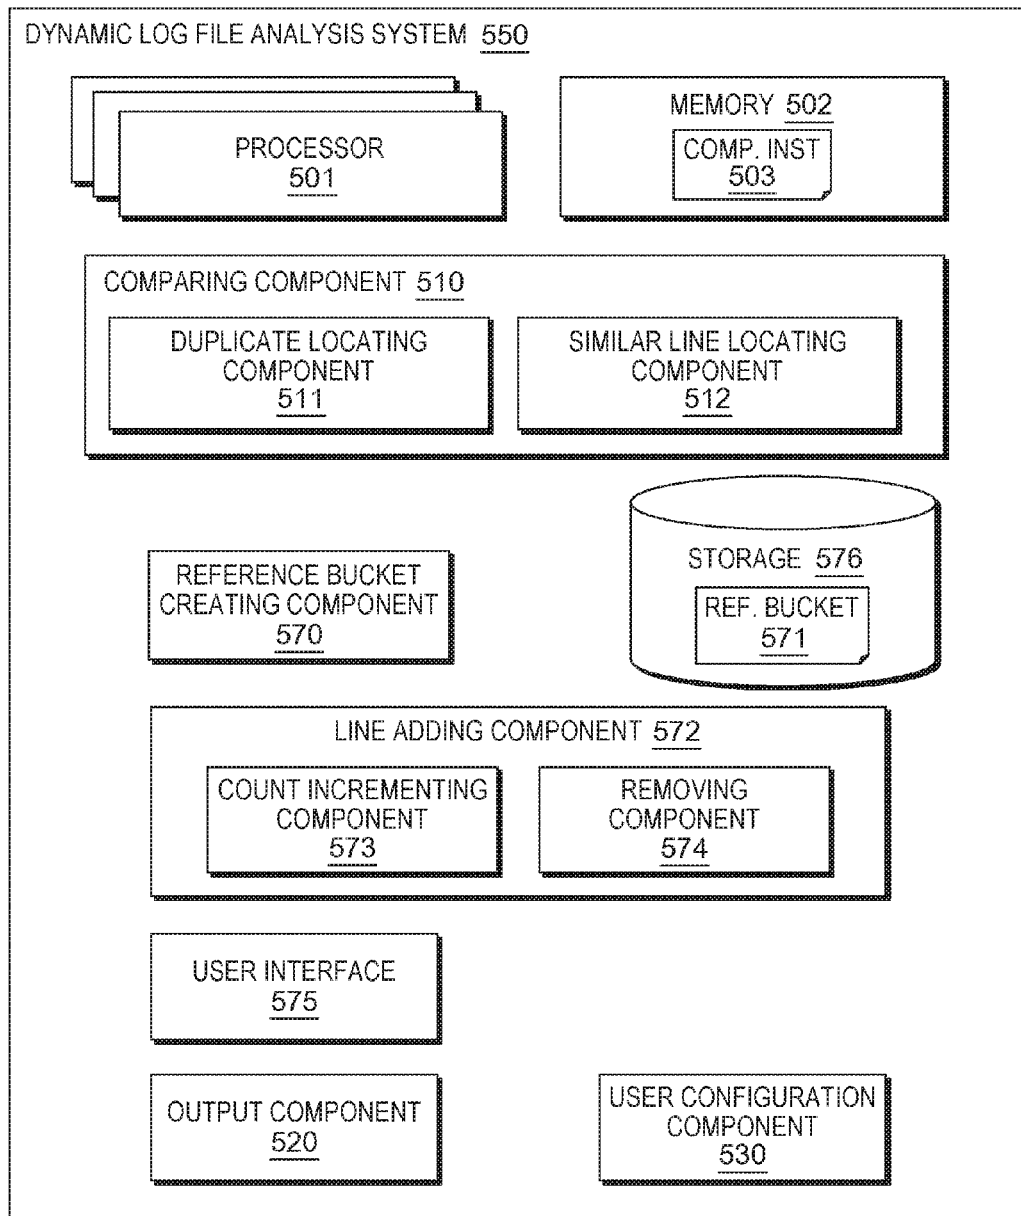 DYNAMIC LOG FILE ANALYSIS SYSTEM 550
PROCESSOR
501
MEMORY 502
COMP. INST
503
COMPARING COMPONENT 510
DUPLICATE LOCATING
COMPONENT
511
SIMILAR LINE LOCATING
COMPONENT
512
REFERENCE BUCKET
CREATING COMPONENT
570
STORAGE 576
REF. BUCKET
571
LINE ADDING COMPONENT 572
COUNT INCREMENTING
COMPONENT
573
REMOVING
COMPONENT
574
USER INTERFACE
575
OUTPUT COMPONENT
520
USER CONFIGURATION
COMPONENT
530